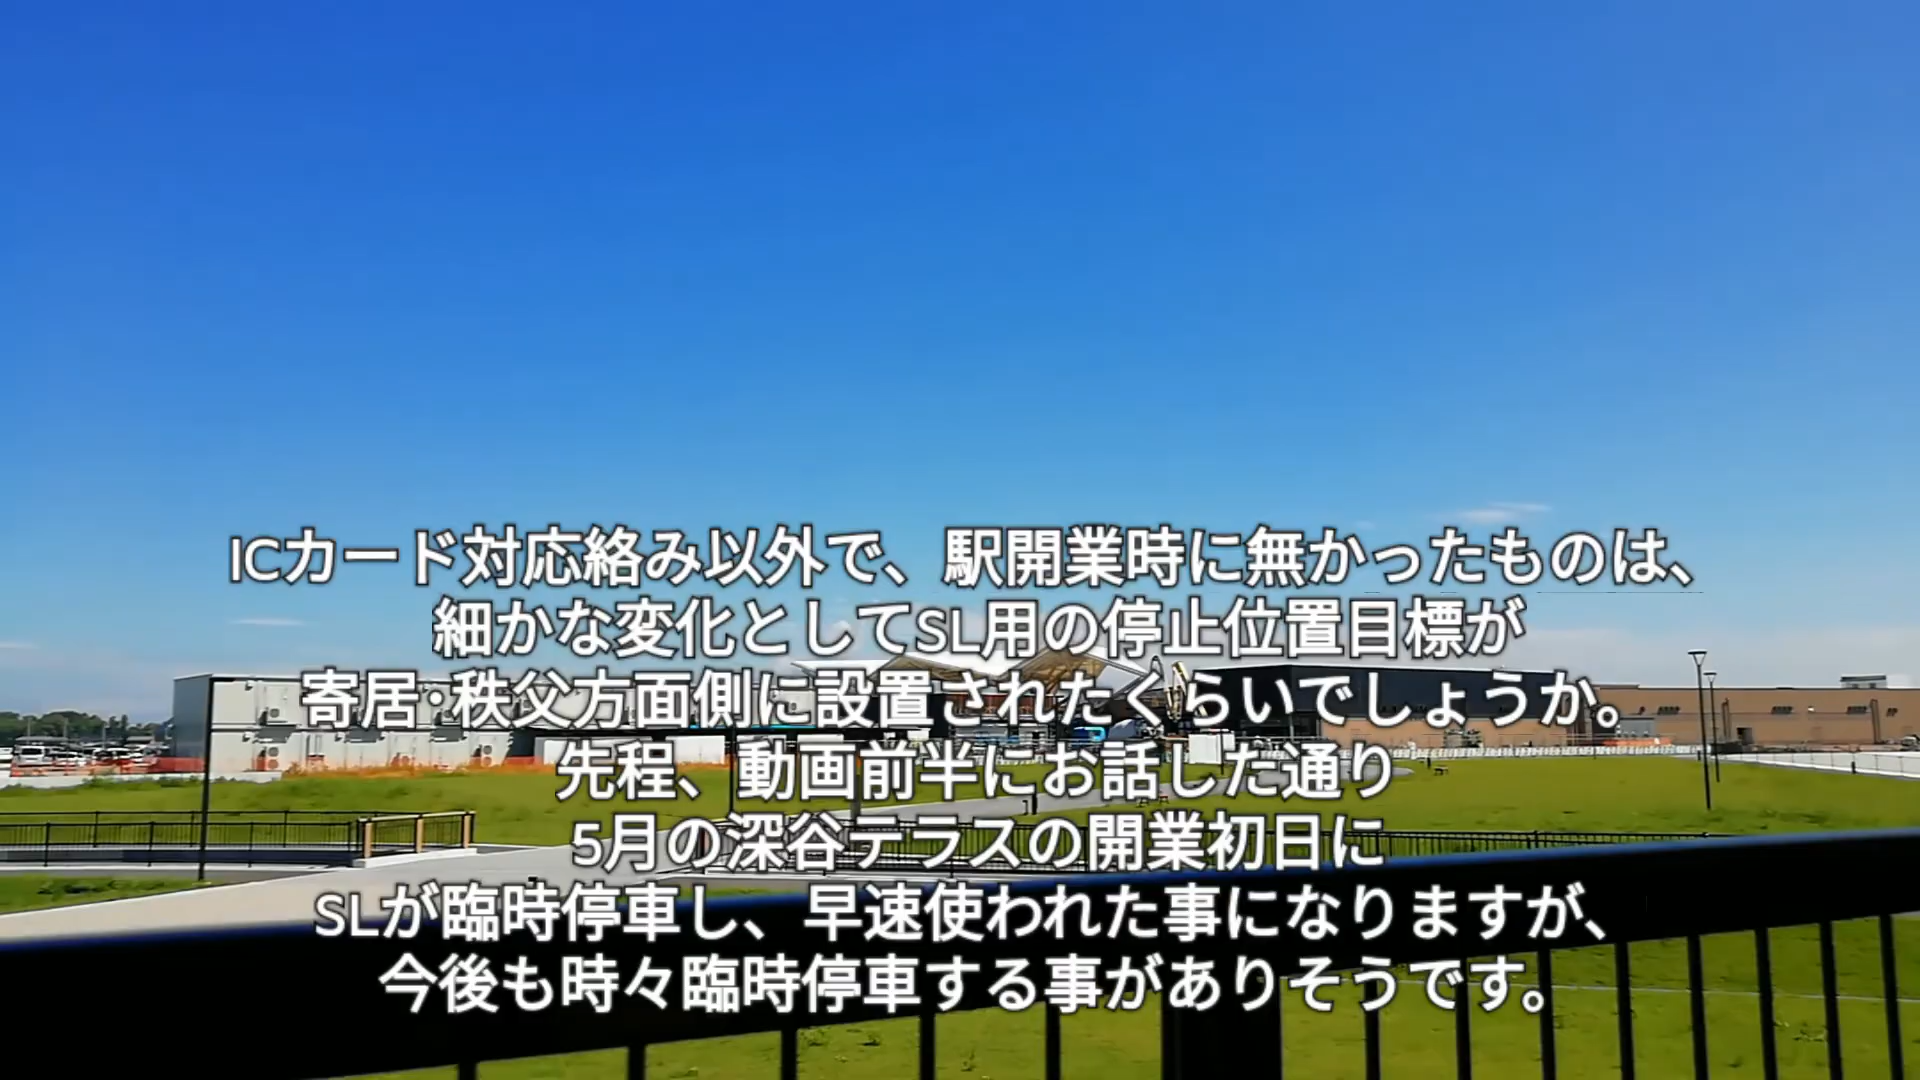 ICカード対応絡み以外で、駅開業時に無かったものは、
細かな変化としてSL用の停止位置目標が
寄居･秩父方面側に設置されたくらいでしょうか。
先程、動画前半にお話した通り
5月の深谷テラスの開業初日に
SLが臨時停車し、早速使われた事になりますが、
今後も時々臨時停車する事がありそうです。